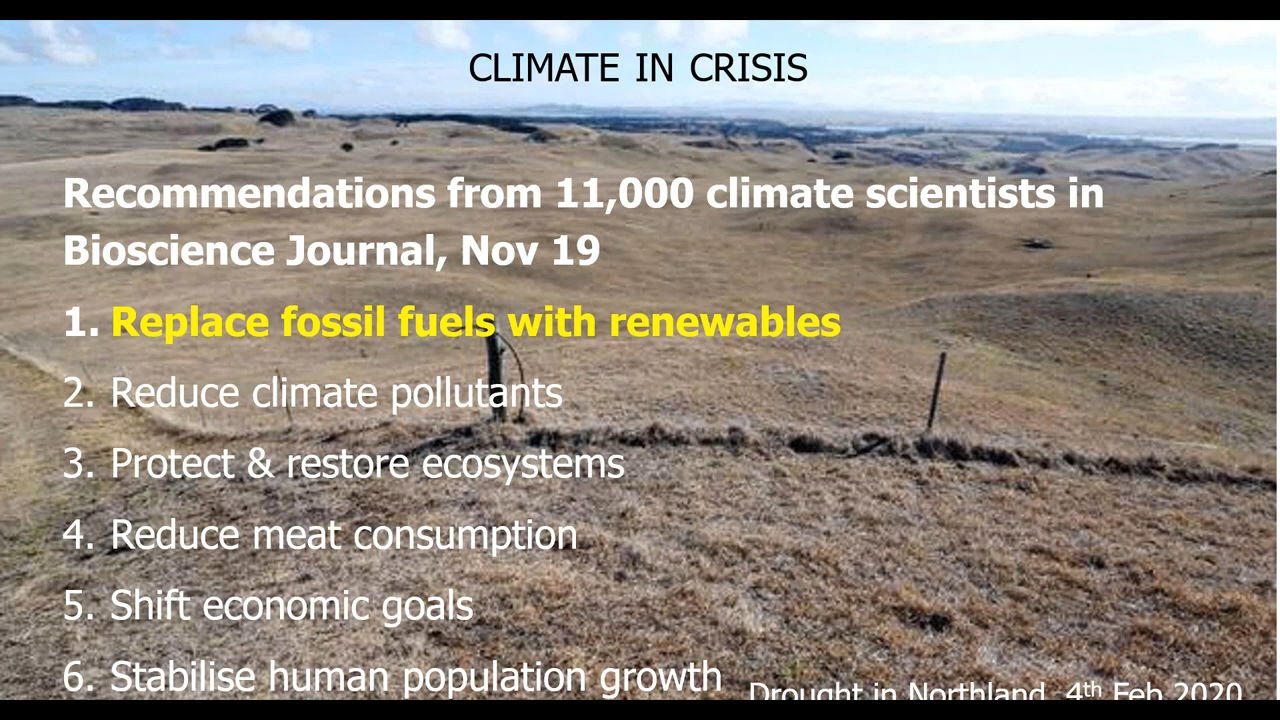 CLIMATE IN CRISIS
Recommendations from 11,000 climate scientists in
Bioscience Journal, Nov 19
1. Replace fossil fuels with renewables
2. Reduce climate pollutants
3. Protect & restore ecosystems
4. Reduce meat consumption
5. Shift economic goals
6. Stabilise human population growth
Drought in Northland, 4th Feb 2020